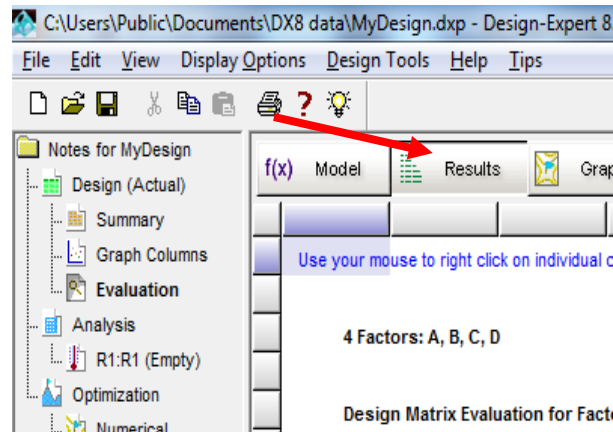 C:\Users\Public\Documents\DX8 data\MyDesign.dxp - Design-Expert 8.
File Edit View Display Options Design Tools Help Tips
Notes for MyDesign
Design (Actual)
Summary
Graph Columns
Evaluation
Analysis
R1:R1 (Empty)
Optimization
Numerical
f(x) Model Results Grap
Use your mouse to right click on individual c
4 Factors: A, B, C, D
Design Matrix Evaluation for Facto